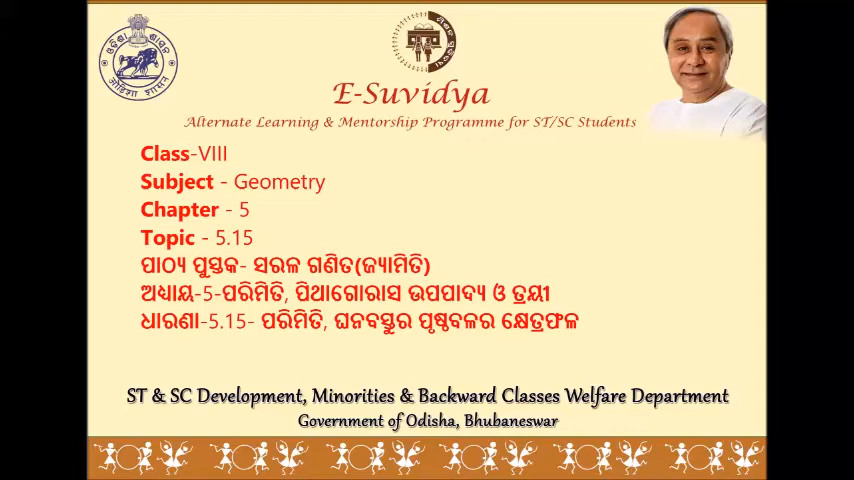 E-Suvidya
Alternate Learning & Mentorship Programme for ST/SC Students
Class-VIII
Subject - Geometry
Chapter - 5
Topic - 5.15
ପାଠ୍ୟ ପୁସ୍ତକ- ସରଳ ଗଣିତ(ଜ୍ୟାମିତି)
ଅଧ୍ୟାୟ-5-ପରିମିତି, ପିଥାଗୋରାସ ଉପପାଦ୍ୟ ଓ ତ୍ରୟୀ
ଧାରଣା-5.15- ପରିମିତି, ଘନବସ୍ତୁର ପୃଷ୍ଠବଳର କ୍ଷେତ୍ରଫଳ
ST & SC Development, Minorities & Backward Classes Welfare Department
Government of Odisha, Bhubaneswar